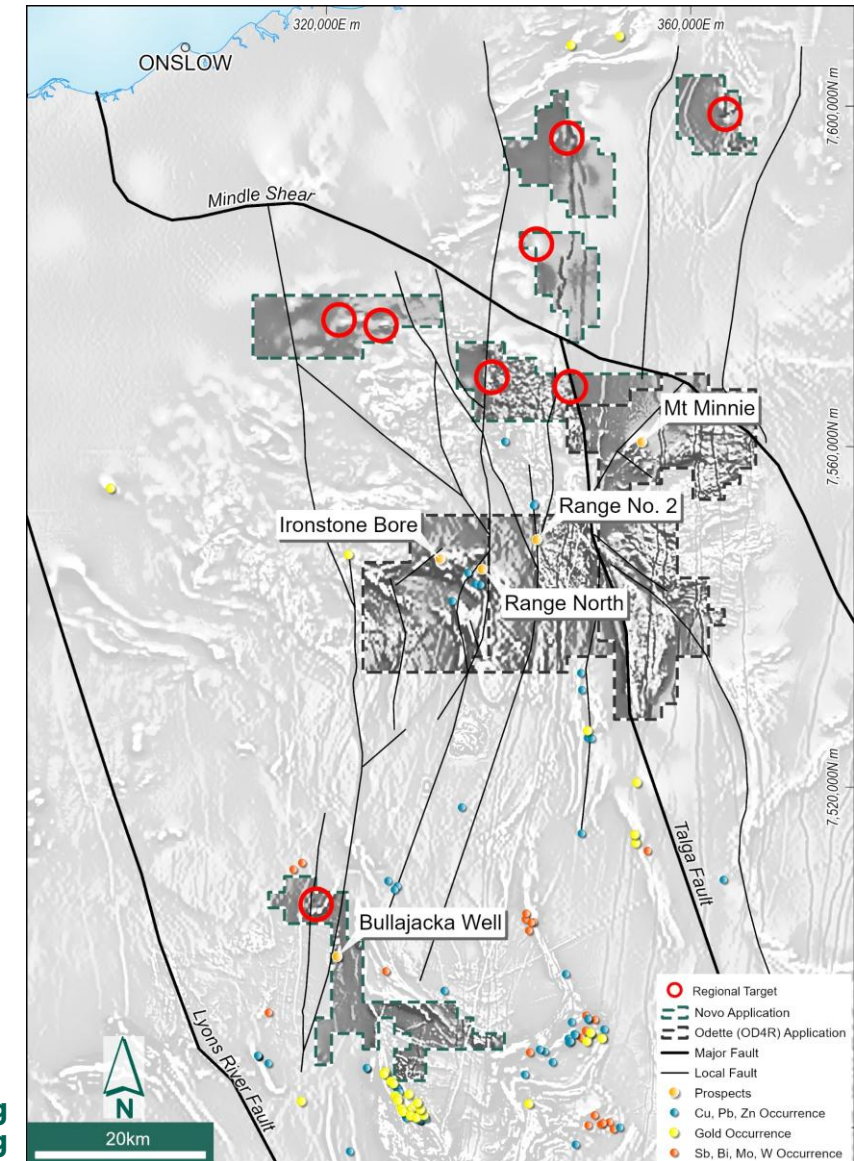 320,000E m
360,000E m
ONSLOW
7,600,000N m
Mindle Shear
Mt Minnie
7,560,000N m
Range No. 2
Ironstone Bore
Range North
7,520,000N m
Talga Fault
Bullajacka Well
Lyons River Fault
Regional Target
Novo Application
Odette (OD4R) Application
Major Fault
Local Fault
Prospects
Cu, Pb, Zn Occurrence
Gold Occurrence
Sb, Bi, Mo, W Occurrence
N
20km
g
g